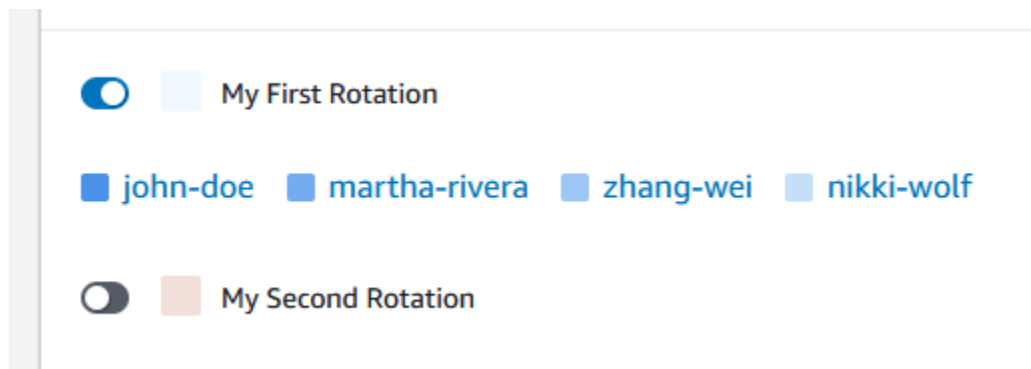 My First Rotation
john-doe martha-rivera zhang-wei nikki-wolf
My Second Rotation